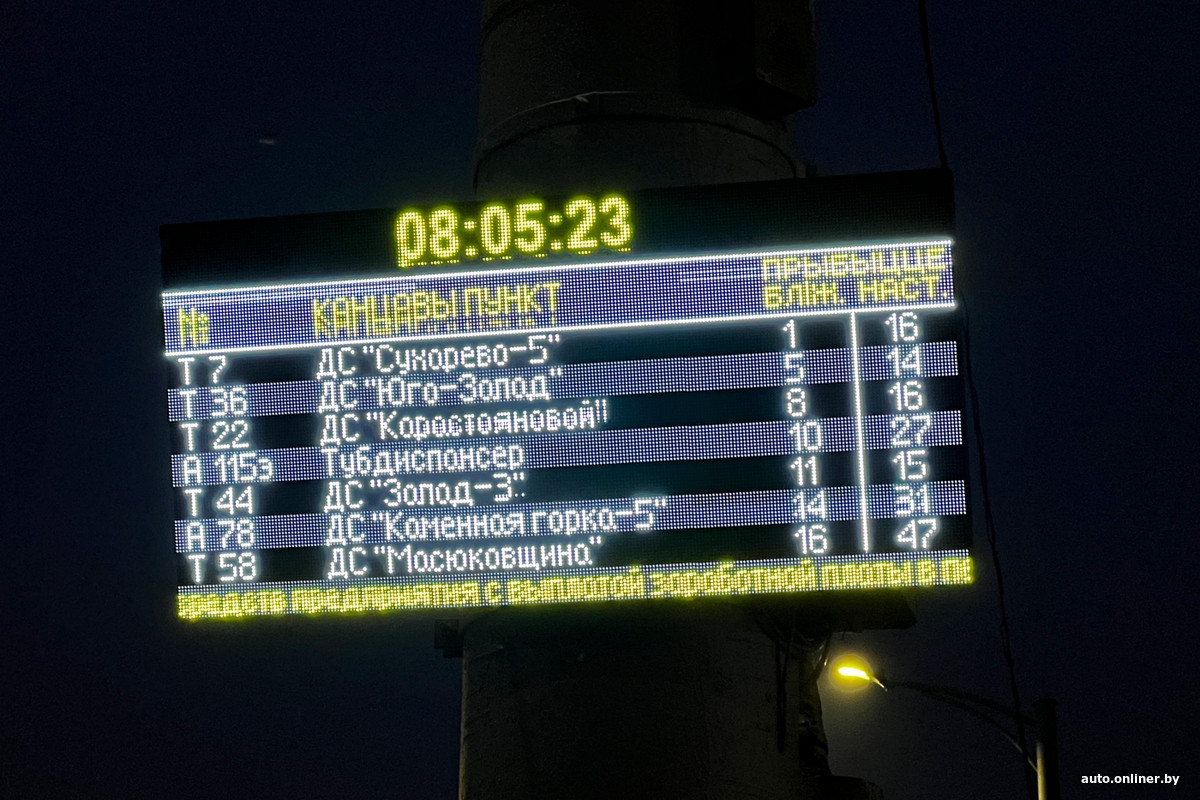 08:05:23
ПРЫБЫЦЦЕ
№ КАНЦАВЫ ПУНКТ БЛІЖ. НАСТ.
Т 7 ДС "Сухарево-5" 1 16
Т 36 ДС "Юго-Запад" 5 14
Т 22 ДС "Карастояновой" 8 16
А 115э Тубдиспансер 10 27
Т 44 ДС "Запад-3" 11 15
А 78 ДС "Каменная горка-5" 14 31
Т 58 ДС "Масюковщина" 16 47
предприятия с выплатой заработной платы в
auto.onliner.by